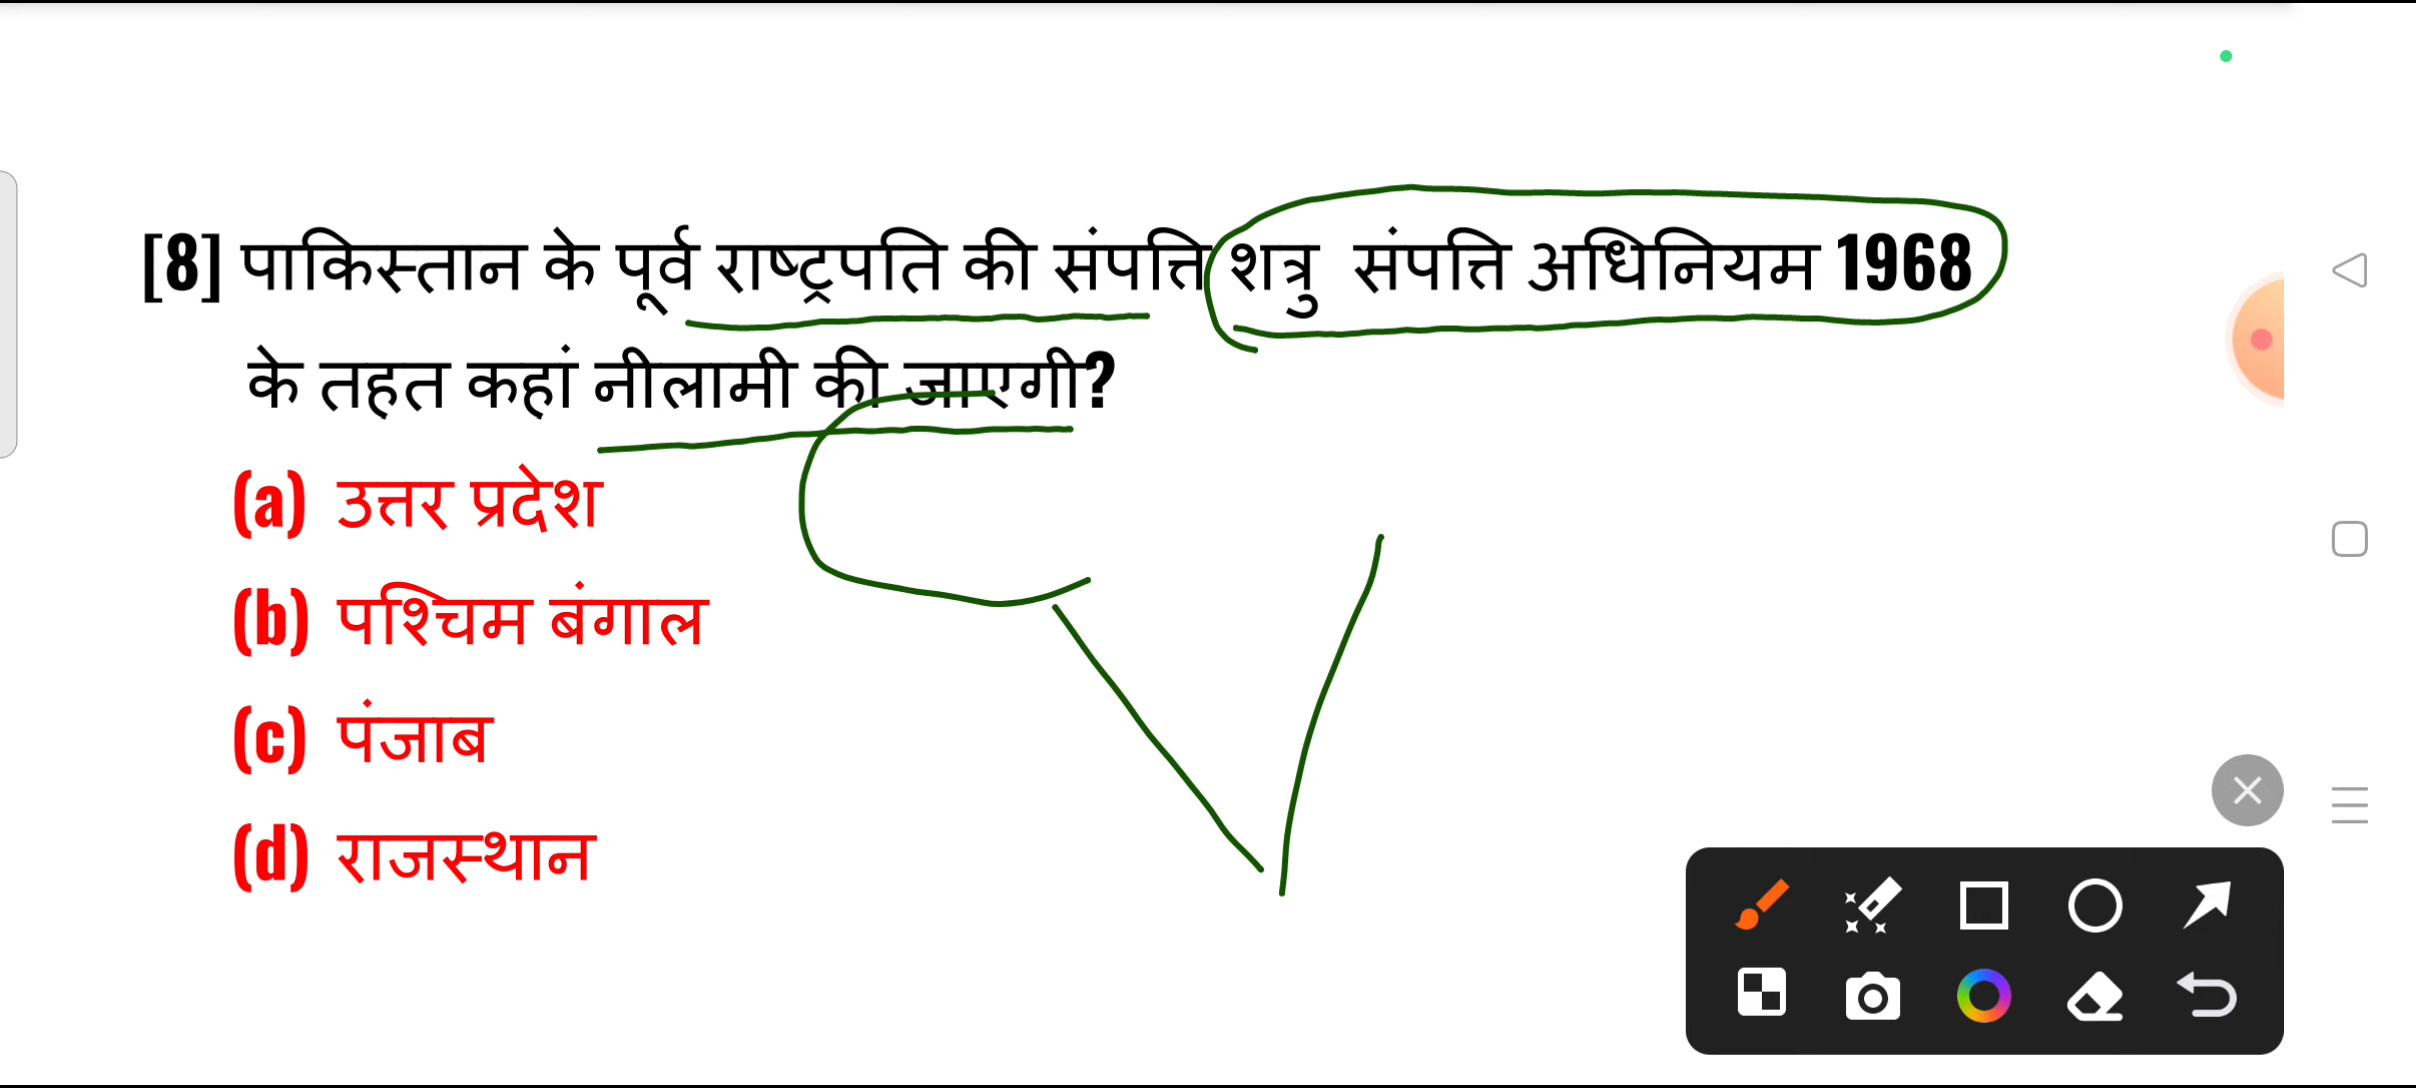 [8] पाकिस्तान के पूर्व राष्ट्रपति की संपत्ति शत्रु संपत्ति अधिनियम 1968
के तहत कहां नीलामी की जाएगी?
(a) उत्तर प्रदेश
(b) पश्चिम बंगाल
(c) पंजाब
(d) राजस्थान